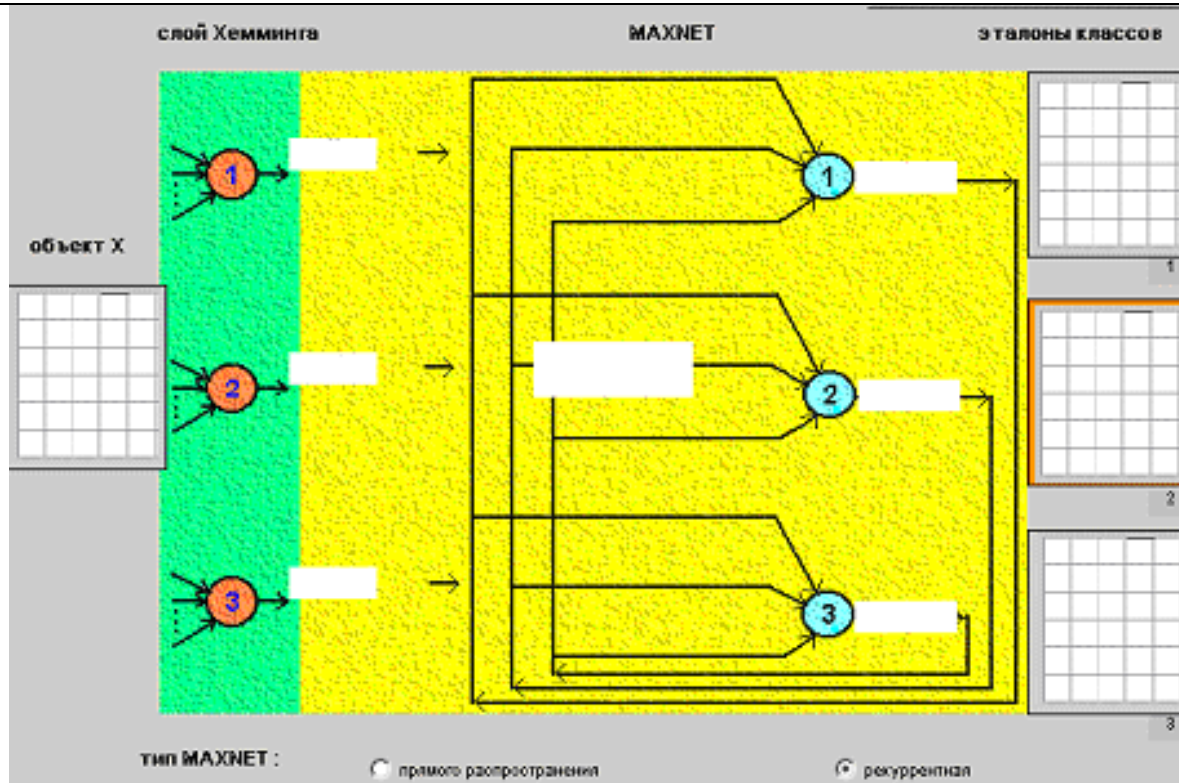 слой Хемминга MAXNET эталоны классов
1 1
1
объект X
2 2
2
3 3
3
тип MAXNET : прямого распространения рекуррентная